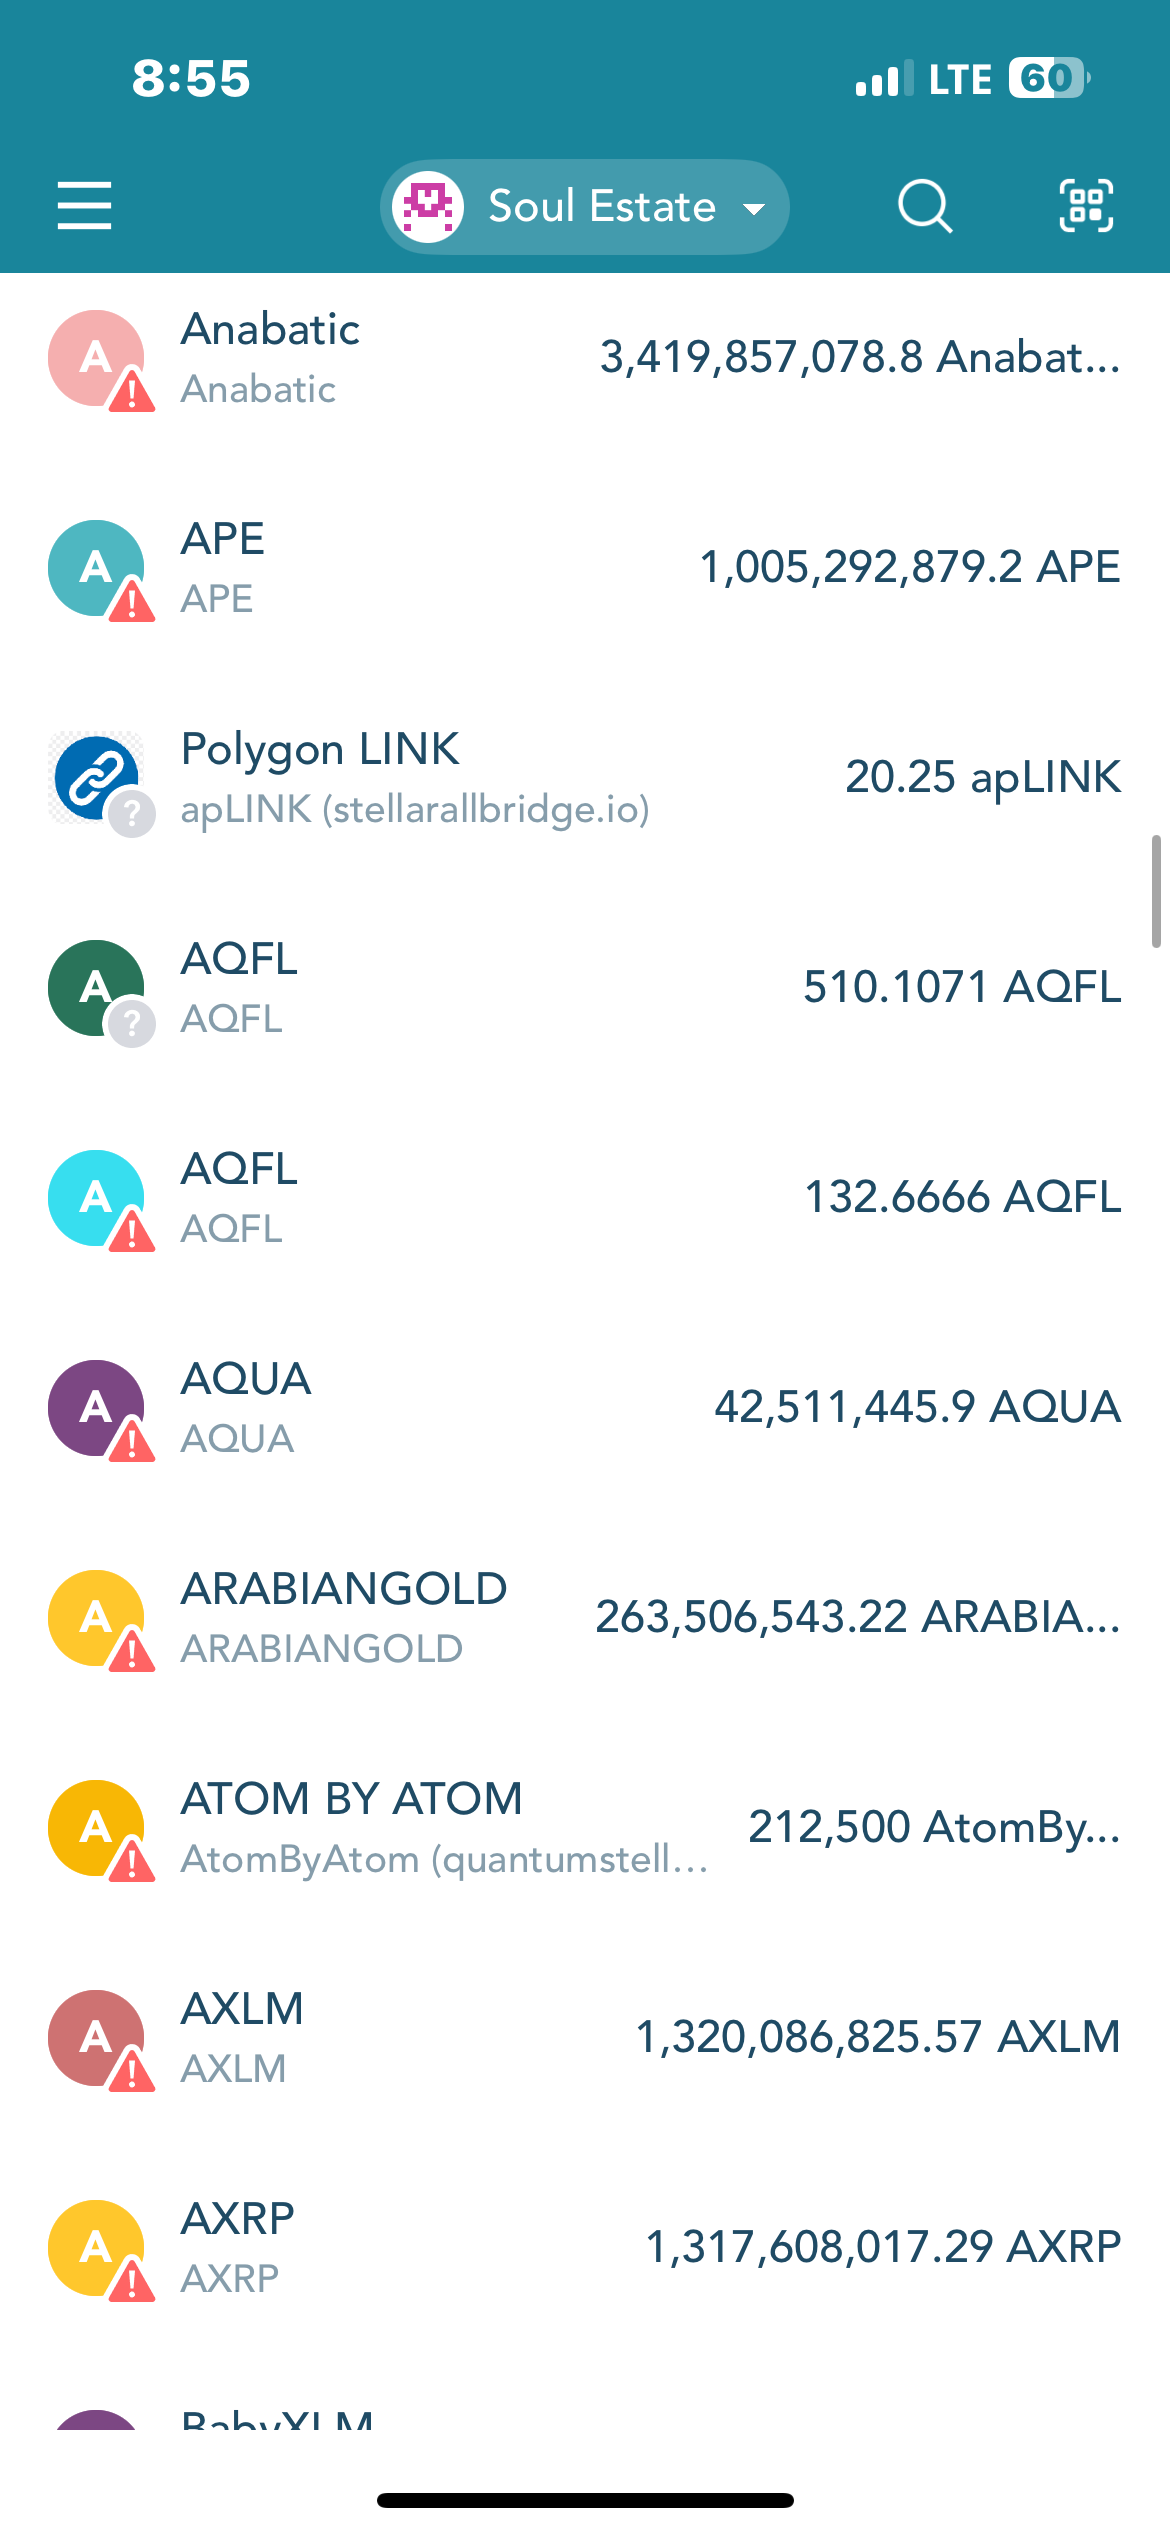 8:55 LTE 60
Soul Estate
Anabatic
3,419,857,078.8 Anabat...
Anabatic
APE
1,005,292,879.2 APE
APE
Polygon LINK
20.25 apLINK
apLINK (stellarallbridge.io)
AQFL
510.1071 AQFL
AQFL
AQFL
132.6666 AQFL
AQFL
AQUA
42,511,445.9 AQUA
AQUA
ARABIANGOLD
263,506,543.22 ARABIA...
ARABIANGOLD
ATOM BY ATOM
212,500 AtomBy...
AtomByAtom (quantumstell...
AXLM
1,320,086,825.57 AXLM
AXLM
AXRP
1,317,608,017.29 AXRP
AXRP
BabyXLM